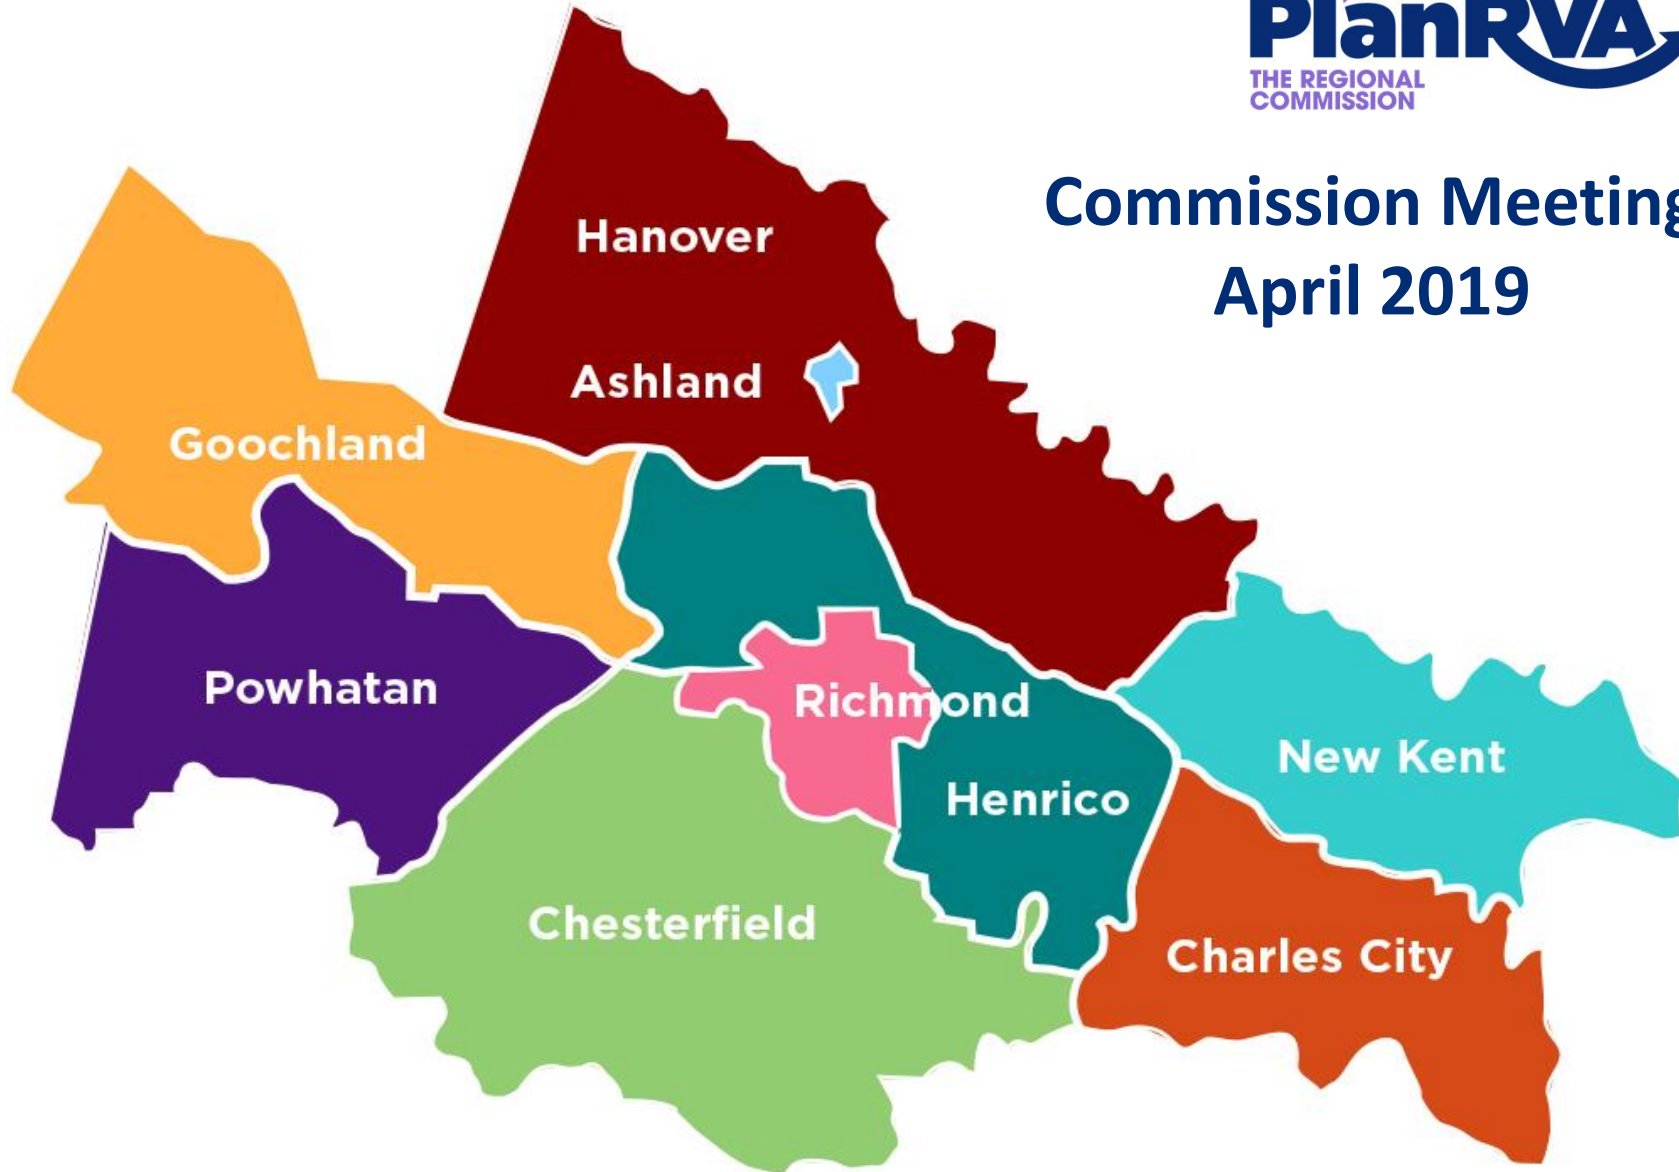 PlanRVA
THE REGIONAL
COMMISSION
Commission Meeting
April 2019
Hanover
Ashland
Goochland
Powhatan
Richmond
New Kent
Henrico
Chesterfield
Charles City